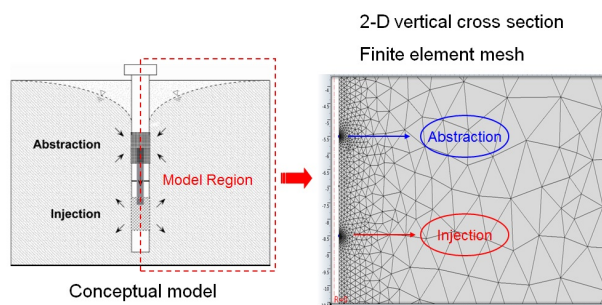 2-D vertical cross section
Finite element mesh
Abstraction
Model Region
Injection
Conceptual model
Abstraction
Injection